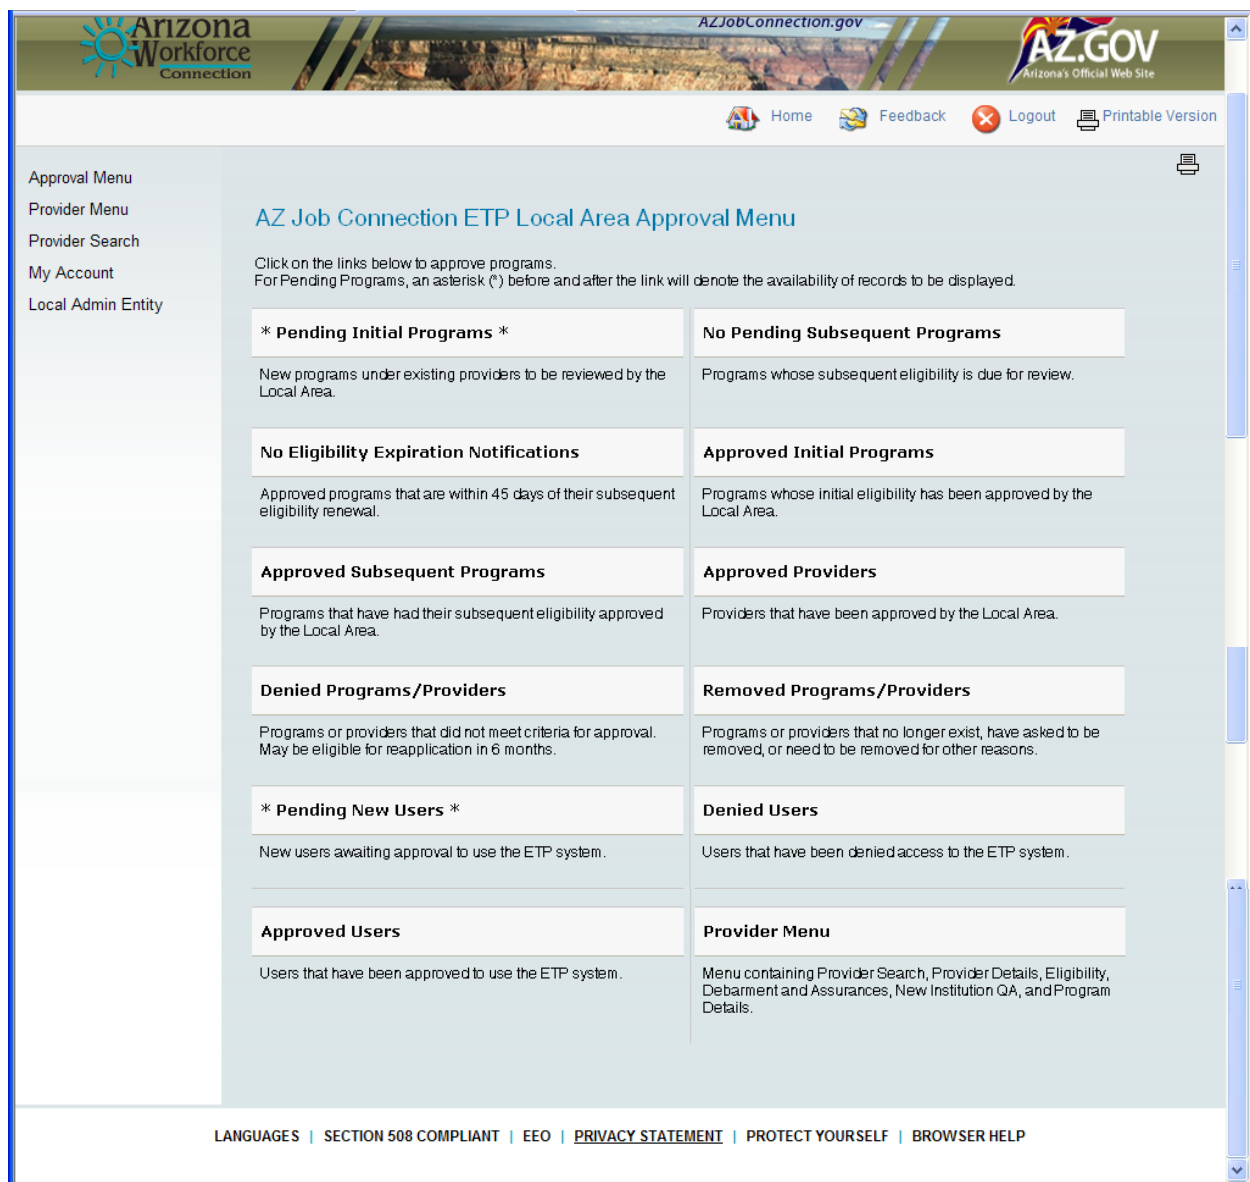 Arizona
Workforce
Connection
AZJobConnection.gov
AZ.GOV
Arizona's Official Web Site
Home Feedback Logout Printable Version
Approval Menu
Provider Menu
Provider Search
My Account
Local Admin Entity
AZ Job Connection ETP Local Area Approval Menu
Click on the links below to approve programs.
For Pending Programs, an asterisk (*) before and after the link will denote the availability of records to be displayed.
* Pending Initial Programs *
New programs under existing providers to be reviewed by the
Local Area.
No Pending Subsequent Programs
Programs whose subsequent eligibility is due for review.
No Eligibility Expiration Notifications
Approved programs that are within 45 days of their subsequent
eligibility renewal.
Approved Initial Programs
Programs whose initial eligibility has been approved by the
Local Area.
Approved Subsequent Programs
Programs that have had their subsequent eligibility approved
by the Local Area.
Approved Providers
Providers that have been approved by the Local Area.
Denied Programs/Providers
Programs or providers that did not meet criteria for approval.
May be eligible for reapplication in 6 months.
Removed Programs/Providers
Programs or providers that no longer exist, have asked to be
removed, or need to be removed for other reasons.
* Pending New Users *
New users awaiting approval to use the ETP system.
Denied Users
Users that have been denied access to the ETP system.
Approved Users
Users that have been approved to use the ETP system.
Provider Menu
Menu containing Provider Search, Provider Details, Eligibility,
Debarment and Assurances, New Institution QA, and Program
Details.
LANGUAGES | SECTION 508 COMPLIANT | EEO | PRIVACY STATEMENT | PROTECT YOURSELF | BROWSER HELP